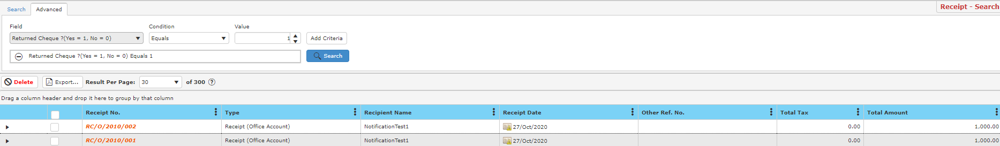 Search Advanced Receipt - Search
Field Condition Value
Returned Cheque ?(Yes = 1, No = 0) Equals 1 Add Criteria
Returned Cheque ?(Yes = 1, No = 0) Equals 1 Search
Delete Export... Result Per Page: 30 of 300 ?
Drag a column header and drop it here to group by that column
Receipt No. Type Recipient Name Receipt Date Other Ref. No. Total Tax Total Amount
RC/O/2010/002 Receipt (Office Account) NotificationTest1 27/Oct/2020 0.00 1,000.00
RC/O/2010/001 Receipt (Office Account) NotificationTest1 27/Oct/2020 0.00 1,000.00